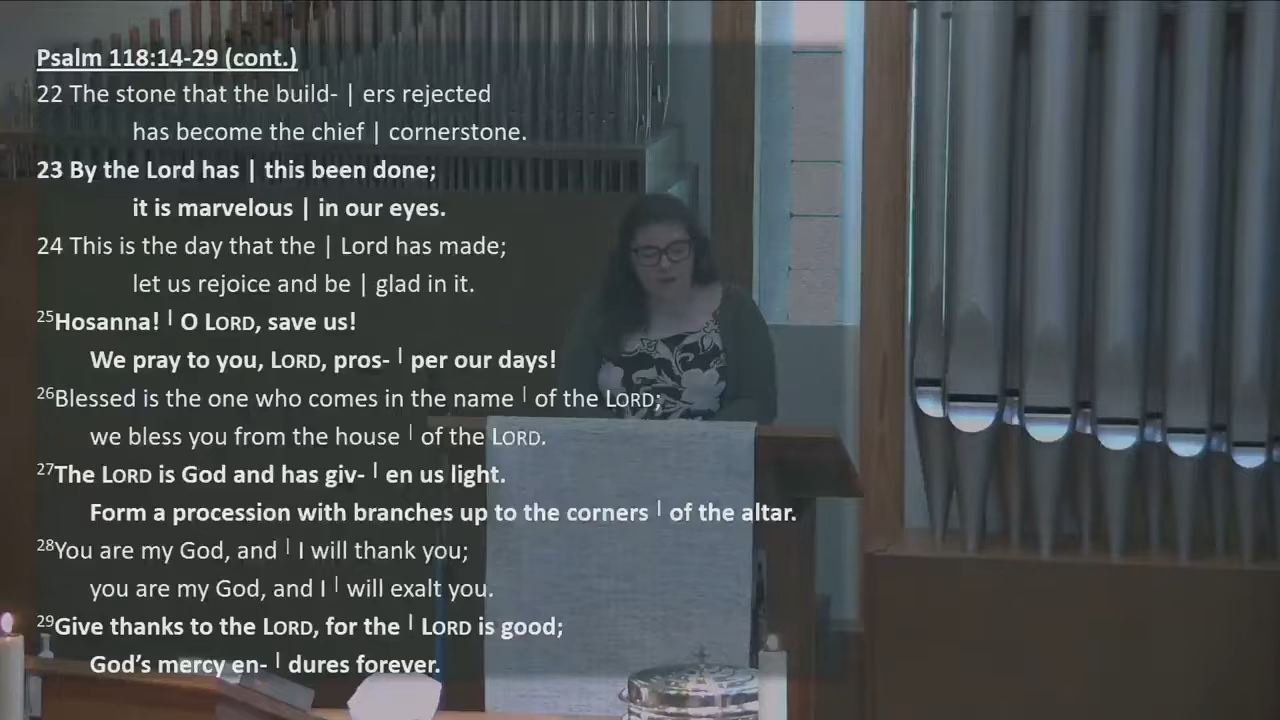 Psalm 118:14-29 (cont.)
22 The stone that the build- | ers rejected
has become the chief | cornerstone.
23 By the Lord has | this been done;
it is marvelous | in our eyes.
24 This is the day that the | Lord has made;
let us rejoice and be | glad in it.
25Hosanna! | O LORD, save us!
We pray to you, LORD, pros- | per our days!
26Blessed is the one who comes in the name | of the LORD;
we bless you from the house | of the LORD.
27The LORD is God and has giv- | en us light.
Form a procession with branches up to the corners | of the altar.
28You are my God, and | I will thank you;
you are my God, and I | will exalt you.
29Give thanks to the LORD, for the | LORD is good;
God’s mercy en- | dures forever.